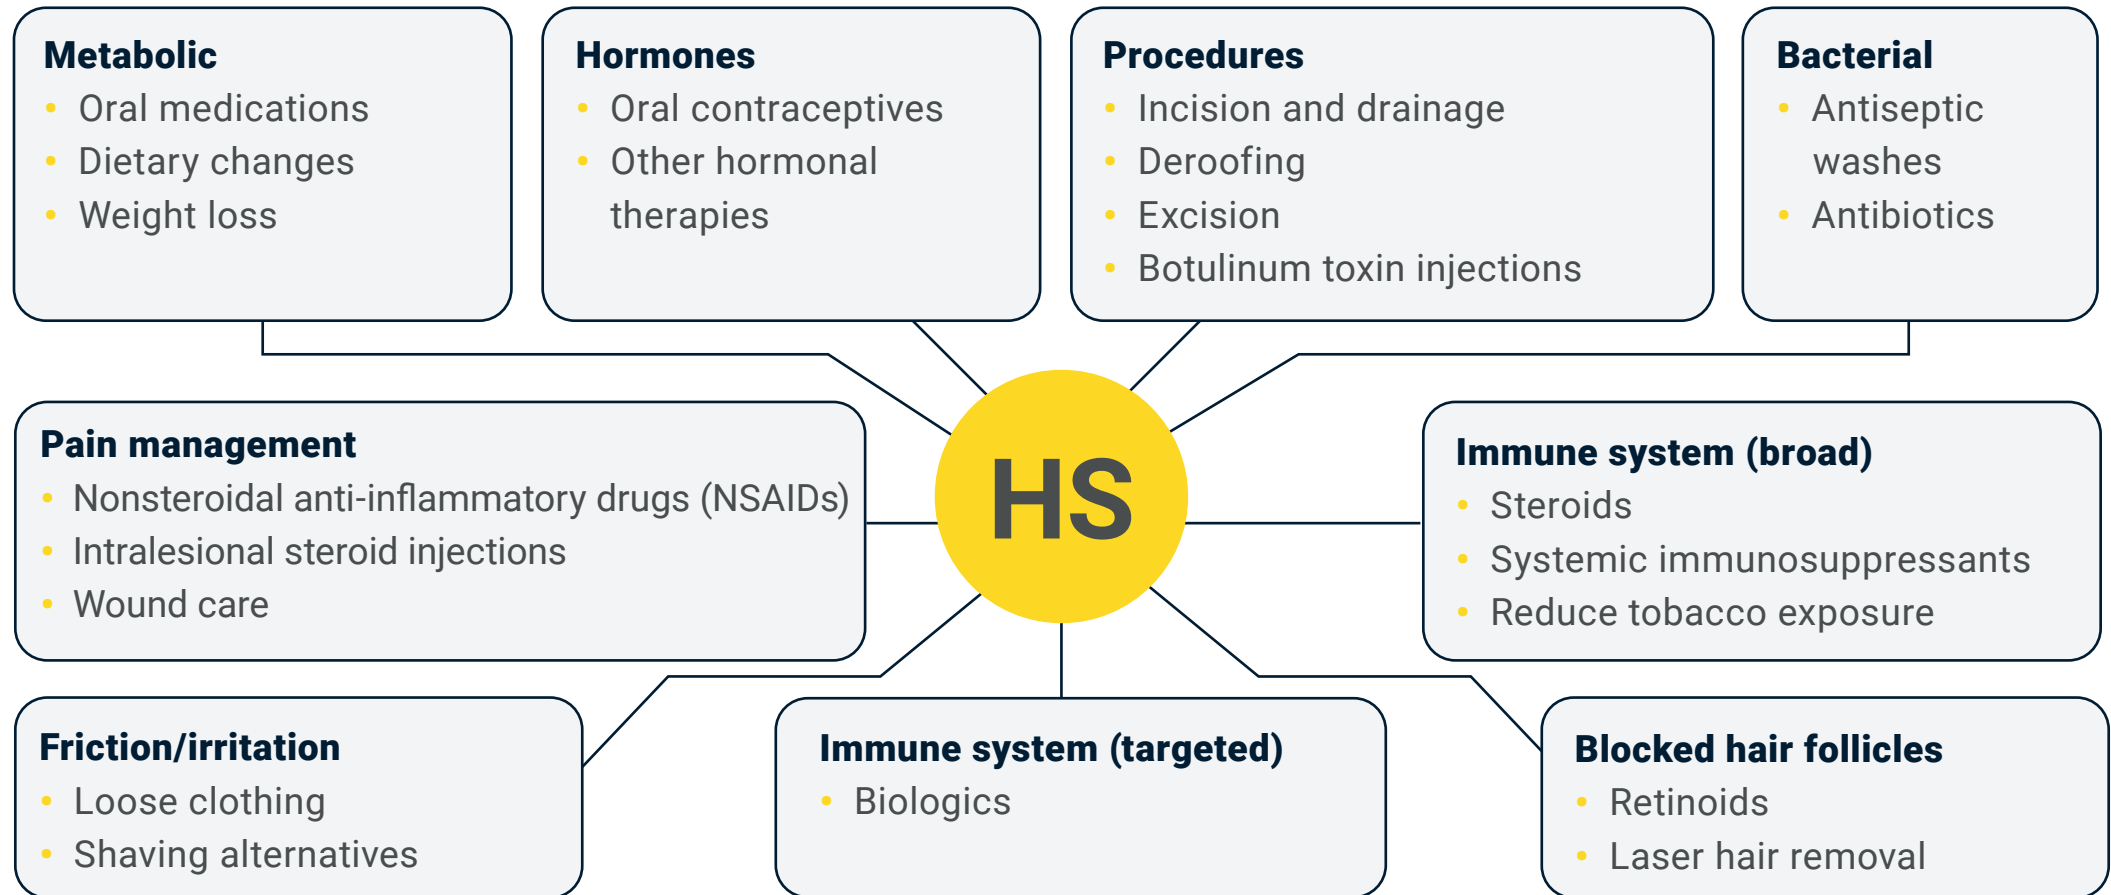 Metabolic
• Oral medications
• Dietary changes
• Weight loss
Hormones
• Oral contraceptives
• Other hormonal
therapies
Procedures
• Incision and drainage
• Deroofing
• Excision
• Botulinum toxin injections
Bacterial
• Antiseptic
washes
• Antibiotics
Pain management
• Nonsteroidal anti-inflammatory drugs (NSAIDs)
• Intralesional steroid injections
• Wound care
HS
Immune system (broad)
• Steroids
• Systemic immunosuppressants
• Reduce tobacco exposure
Friction/irritation
• Loose clothing
• Shaving alternatives
Immune system (targeted)
• Biologics
Blocked hair follicles
• Retinoids
• Laser hair removal